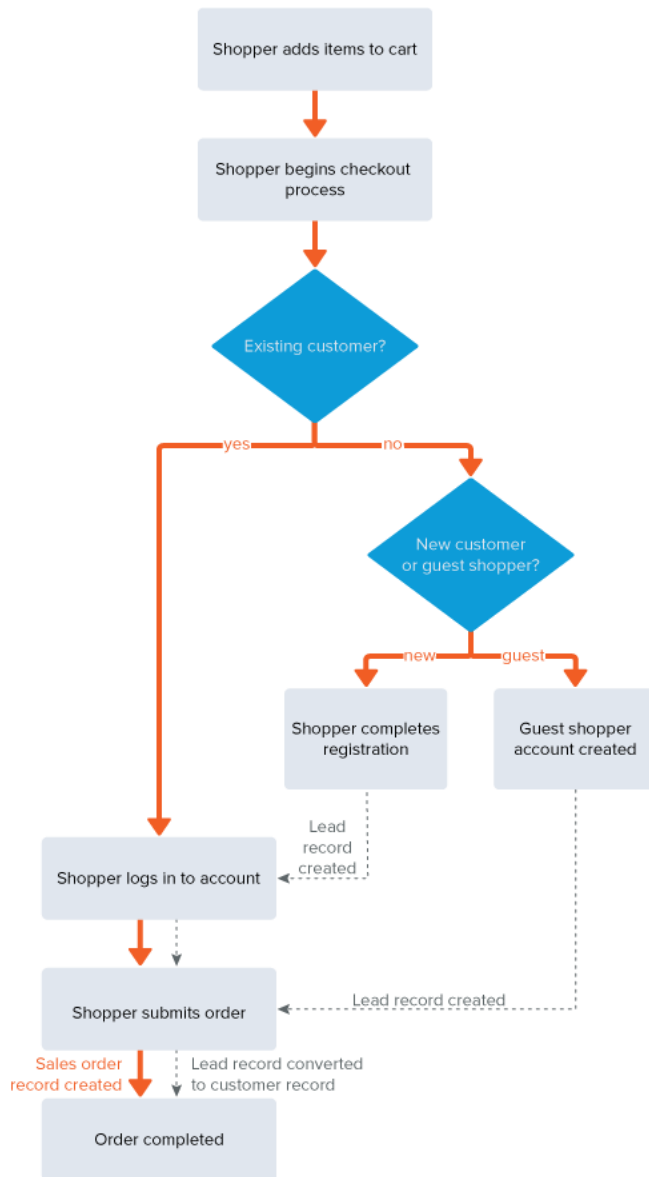 Shopper adds items to cart
Shopper begins checkout
process
Existing customer?
yes
no
New customer
or guest shopper?
new
guest
Shopper completes
registration
Guest shopper
account created
Lead
record
created
Shopper logs in to account
Lead record created
Shopper submits order
Sales order
record created
Lead record converted
to customer record
Order completed